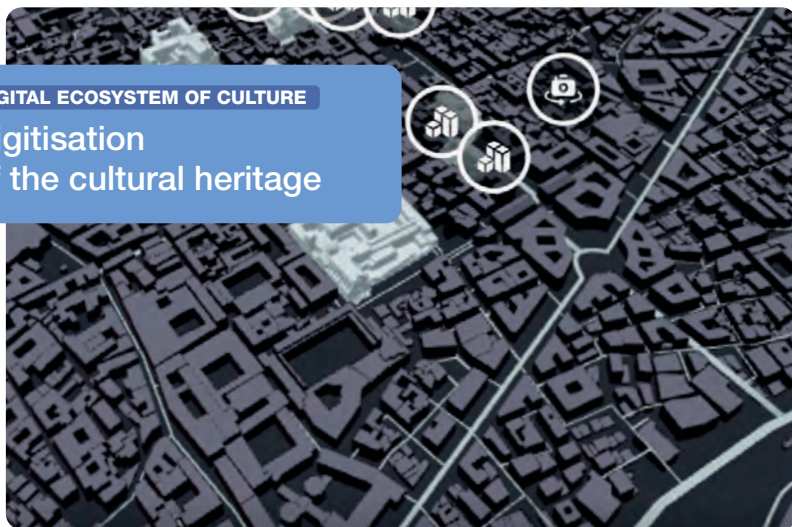 GITAL ECOSYSTEM OF CULTURE
igitisation
f the cultural heritage